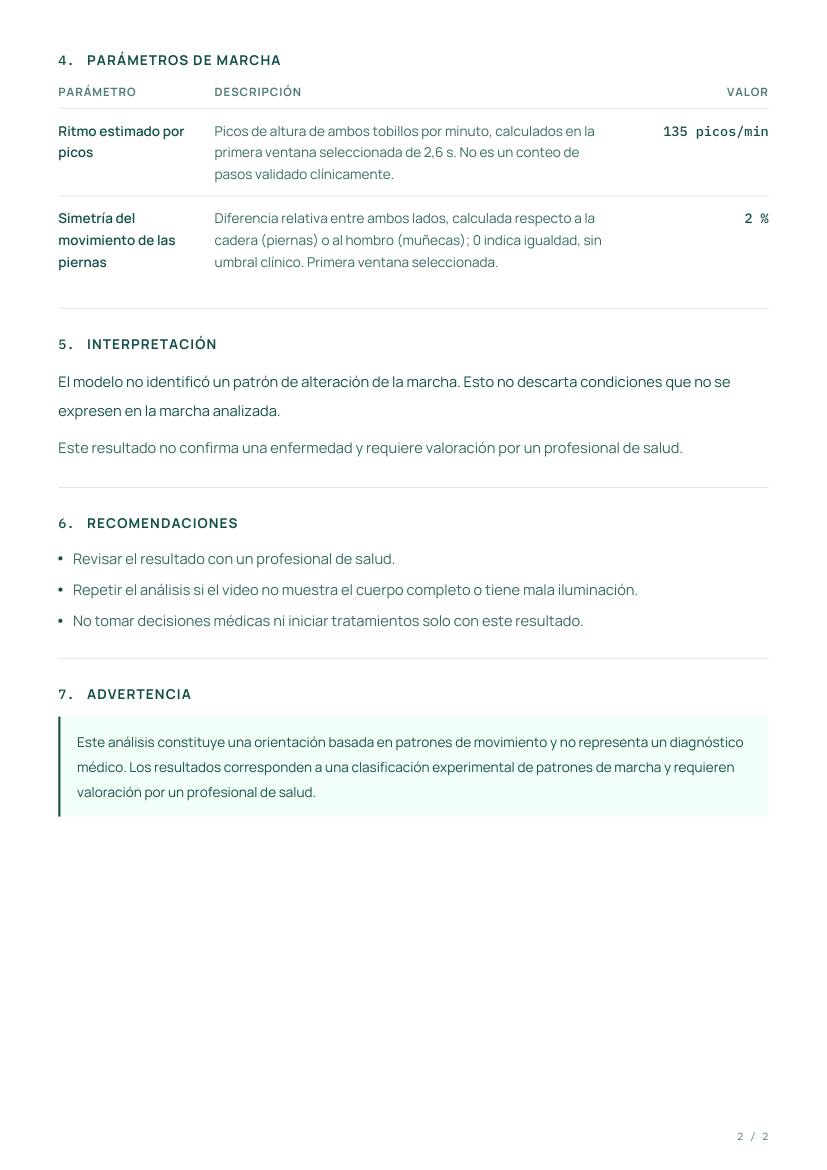 4. PARÁMETROS DE MARCHA
PARÁMETRO DESCRIPCIÓN VALOR
Ritmo estimado por picos
Picos de altura de ambos tobillos por minuto, calculados en la
primera ventana seleccionada de 2,6 s. No es un conteo de
pasos validado clínicamente.
135 picos/min
Simetría del
movimiento de las
piernas
Diferencia relativa entre ambos lados, calculada respecto a la
cadera (piernas) o al hombro (muñecas); 0 indica igualdad, sin
umbral clínico. Primera ventana seleccionada.
2 %
5. INTERPRETACIÓN
El modelo no identificó un patrón de alteración de la marcha. Esto no descarta condiciones que no se
expresen en la marcha analizada.
Este resultado no confirma una enfermedad y requiere valoración por un profesional de salud.
6. RECOMENDACIONES
• Revisar el resultado con un profesional de salud.
• Repetir el análisis si el video no muestra el cuerpo completo o tiene mala iluminación.
• No tomar decisiones médicas ni iniciar tratamientos solo con este resultado.
7. ADVERTENCIA
Este análisis constituye una orientación basada en patrones de movimiento y no representa un diagnóstico
médico. Los resultados corresponden a una clasificación experimental de patrones de marcha y requieren
valoración por un profesional de salud.
2 / 2